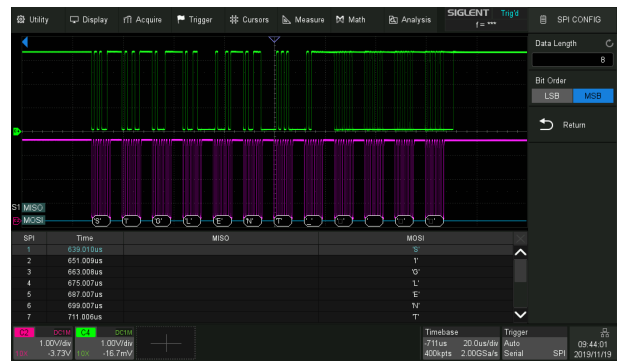 Utility Display Acquire Trigger Cursors Measure Math Analysis SIGLENT Trig'd f = *** SPI CONFIG
Data Length
8
Bit Order
LSB MSB
Return
S1 MISO
MOSI 'S' 'G' 'L' 'E' 'N' 'T'
SPI Time MISO MOSI
1 639.010us 'S'
2 651.009us 'I'
3 663.008us 'G'
4 675.007us 'L'
5 687.007us 'E'
6 699.007us 'N'
7 711.006us 'T'
C2 DC1M C4 DC1M Timebase Trigger
1.00V/div 1.00V/div -711us 20.0us/div Auto 09:44:01
10X -3.73V 10X -16.7mV 400kpts 2.00GSa/s Serial SPI 2019/11/19